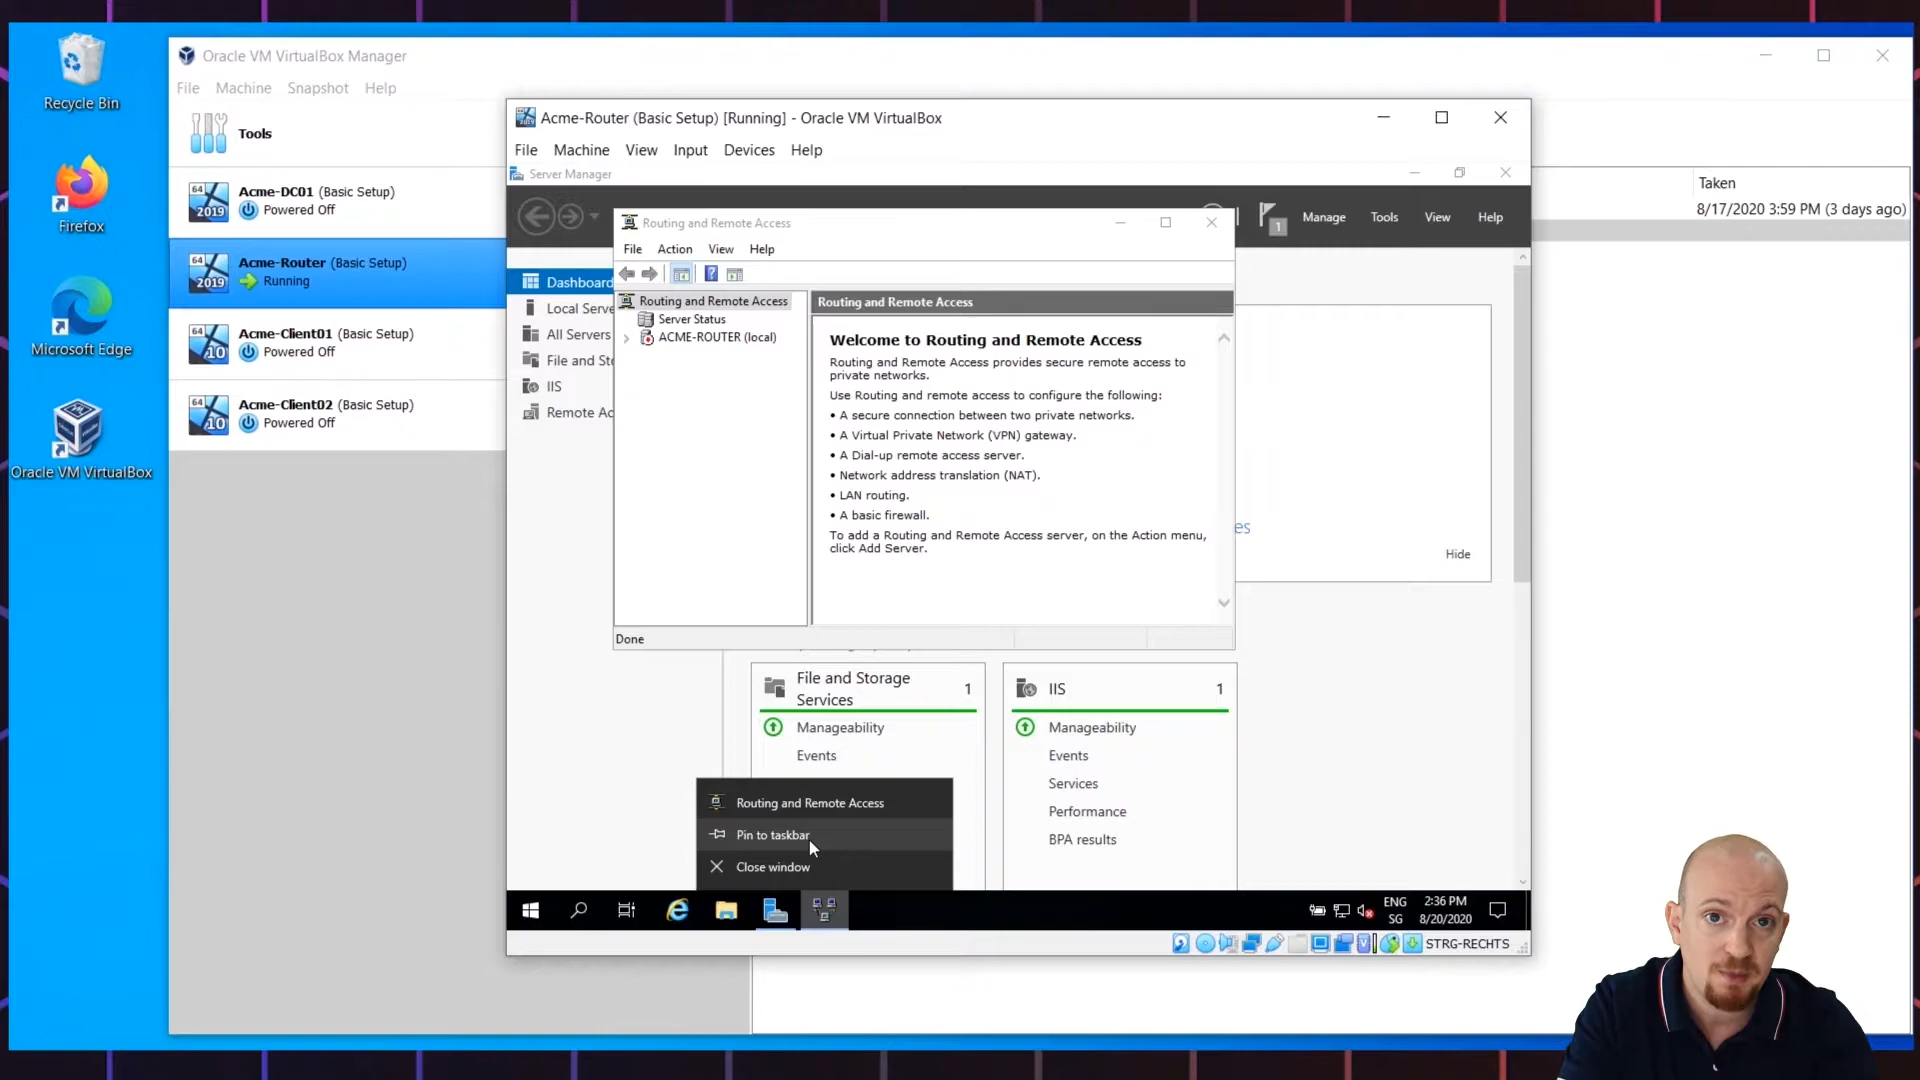 Recycle Bin
Firefox
Microsoft Edge
Oracle VM VirtualBox
Oracle VM VirtualBox Manager
File Machine Snapshot Help
Tools
64
2019
Acme-DC01 (Basic Setup)
Powered Off
64
2019
Acme-Router (Basic Setup)
Running
64
10
Acme-Client01 (Basic Setup)
Powered Off
64
10
Acme-Client02 (Basic Setup)
Powered Off
Taken
8/17/2020 3:59 PM (3 days ago)
Acme-Router (Basic Setup) [Running] - Oracle VM VirtualBox
File Machine View Input Devices Help
Server Manager
1
Manage Tools View Help
Dashboard
Local Serve
All Servers
File and Sto
IIS
Remote Ac
Routing and Remote Access
File Action View Help
Routing and Remote Access
Server Status
ACME-ROUTER (local)
Routing and Remote Access
Welcome to Routing and Remote Access
Routing and Remote Access provides secure remote access to
private networks.
Use Routing and remote access to configure the following:
• A secure connection between two private networks.
• A Virtual Private Network (VPN) gateway.
• A Dial-up remote access server.
• Network address translation (NAT).
• LAN routing.
• A basic firewall.
To add a Routing and Remote Access server, on the Action menu,
click Add Server.
Done
es
Hide
File and Storage
Services
1
Manageability
Events
IIS
1
Manageability
Events
Services
Performance
BPA results
Routing and Remote Access
Pin to taskbar
Close window
ENG
SG
2:36 PM
8/20/2020
STRG-RECHTS